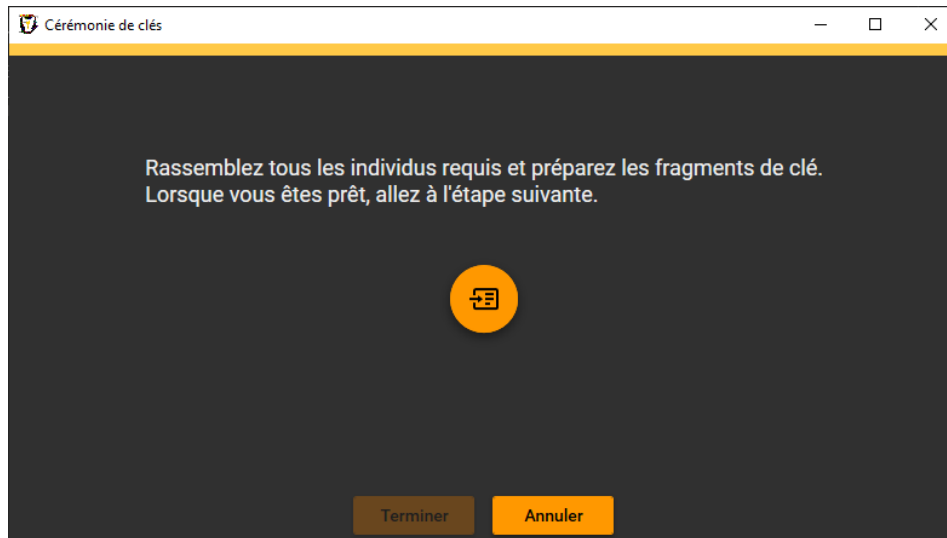 Cérémonie de clés
Rassemblez tous les individus requis et préparez les fragments de clé.
Lorsque vous êtes prêt, allez à l'étape suivante.
Terminer
Annuler